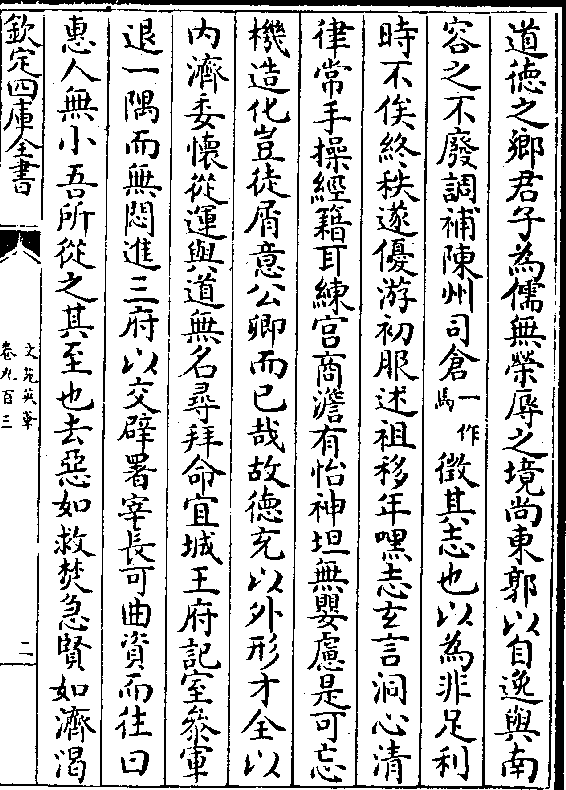 道徳之鄉君子為儒無榮辱之境尚東郭以自逸與南
容之不廢調補陳州司倉一作馬徵其志也以為非足利
時不俟終秩遂優游初服述祖移年嘿志玄言洞心清
律常手操經籍耳練宫商澹有怡神坦無嬰慮是可忘
機造化豈徒屑意公卿而已哉故德充以外形才全以
内濟委懷從運與道無名尋拜命宜城王府記室叅軍
退一隅而無悶進三府以交辟署宰長可曲資而往曰
惠人無小吾所從之其至也去惡如救焚急賢如濟渇
欽定四庫全書
文苑英華
卷九百三
二